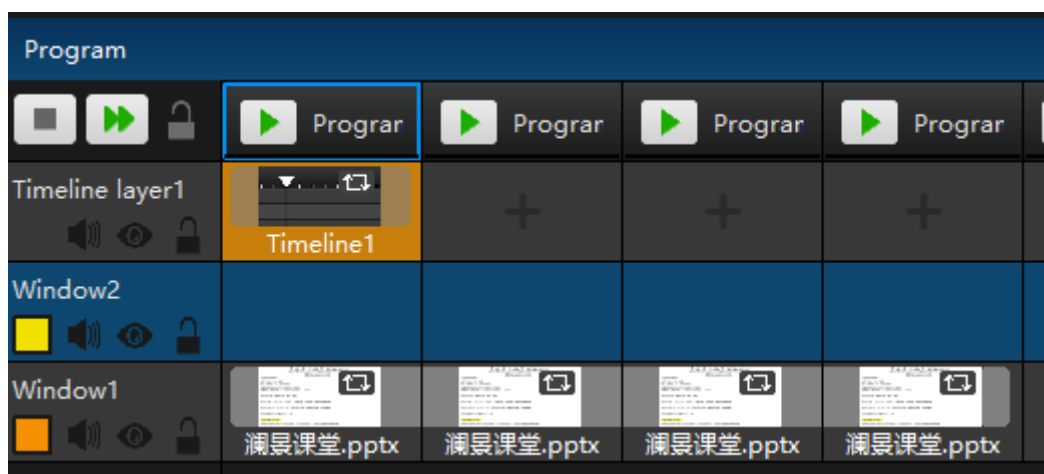 Program
Prograr Prograr Prograr Prograr
Timeline layer1
Timeline1
Window2
Window1
澜景课堂.pptx 澜景课堂.pptx 澜景课堂.pptx 澜景课堂.pptx